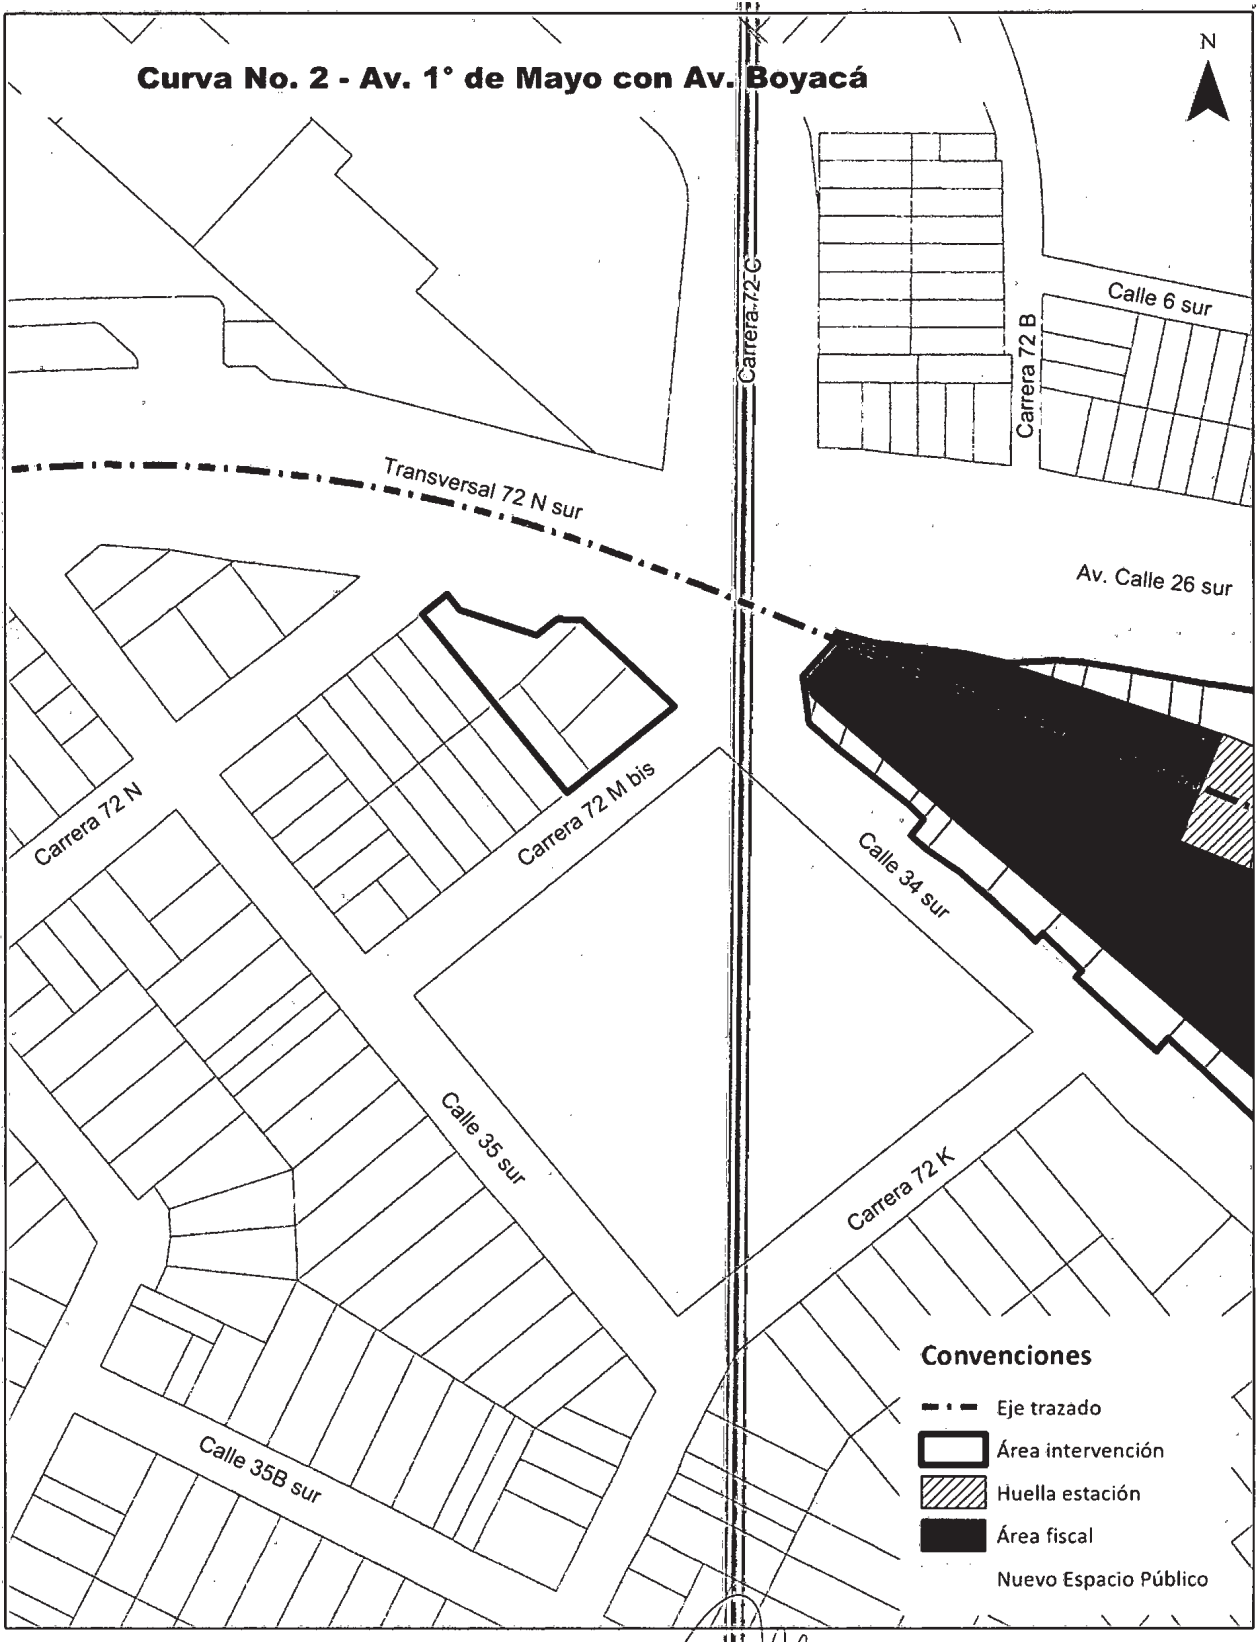 N
Curva No. 2 - Av. 1° de Mayo con Av. Boyacá
Carrera 72 C
Calle 6 sur
Carrera 72 B
Transversal 72 N sur
Av. Calle 26 sur
Carrera 72 N
Carrera 72 M bis
Calle 34 sur
Calle 35 sur
Carrera 72 K
Calle 35B sur
Convenciones
Eje trazado
Área intervención
Huella estación
Área fiscal
Nuevo Espacio Público